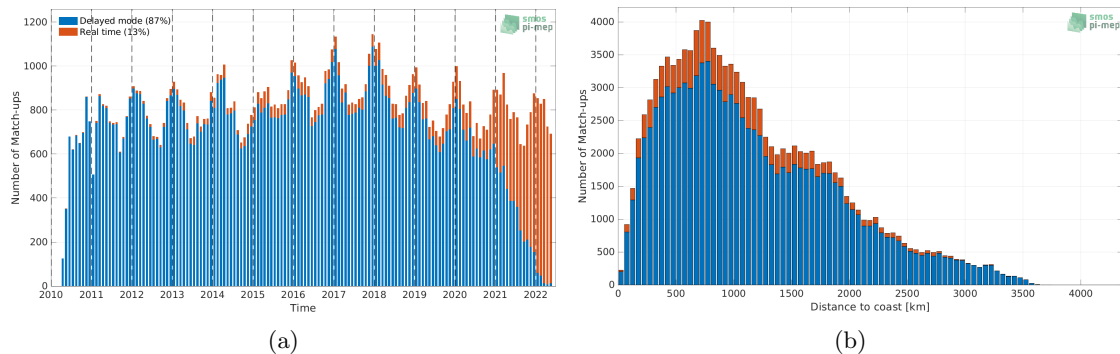 Delayed mode (87%)
Real time (13%)
smos
pi-mep
1200
1000
800
600
400
200
0
Number of Match-ups
2010 2011 2012 2013 2014 2015 2016 2017 2018 2019 2020 2021 2022
Time
(a)
smos
pi-mep
4000
3500
3000
2500
2000
1500
1000
500
0
Number of Match-ups
0 500 1000 1500 2000 2500 3000 3500 4000
Distance to coast [km]
(b)